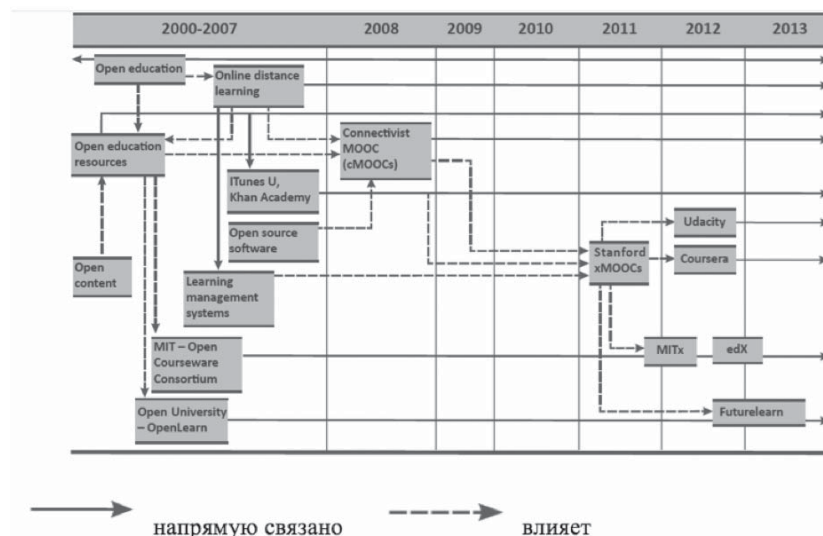 2000-2007 2008 2009 2010 2011 2012 2013
Open education
Online distance
learning
Open education
resources
Connectivist
MOOC
(cMOOCs)
ITunes U,
Khan Academy
Open source
software
Open
content
Learning
management
systems
Stanford
xMOOCs
Udacity
Coursera
MIT – Open
Courseware
Consortium
MITx
edX
Open University
– OpenLearn
Futurelearn
напрямую связано
влияет